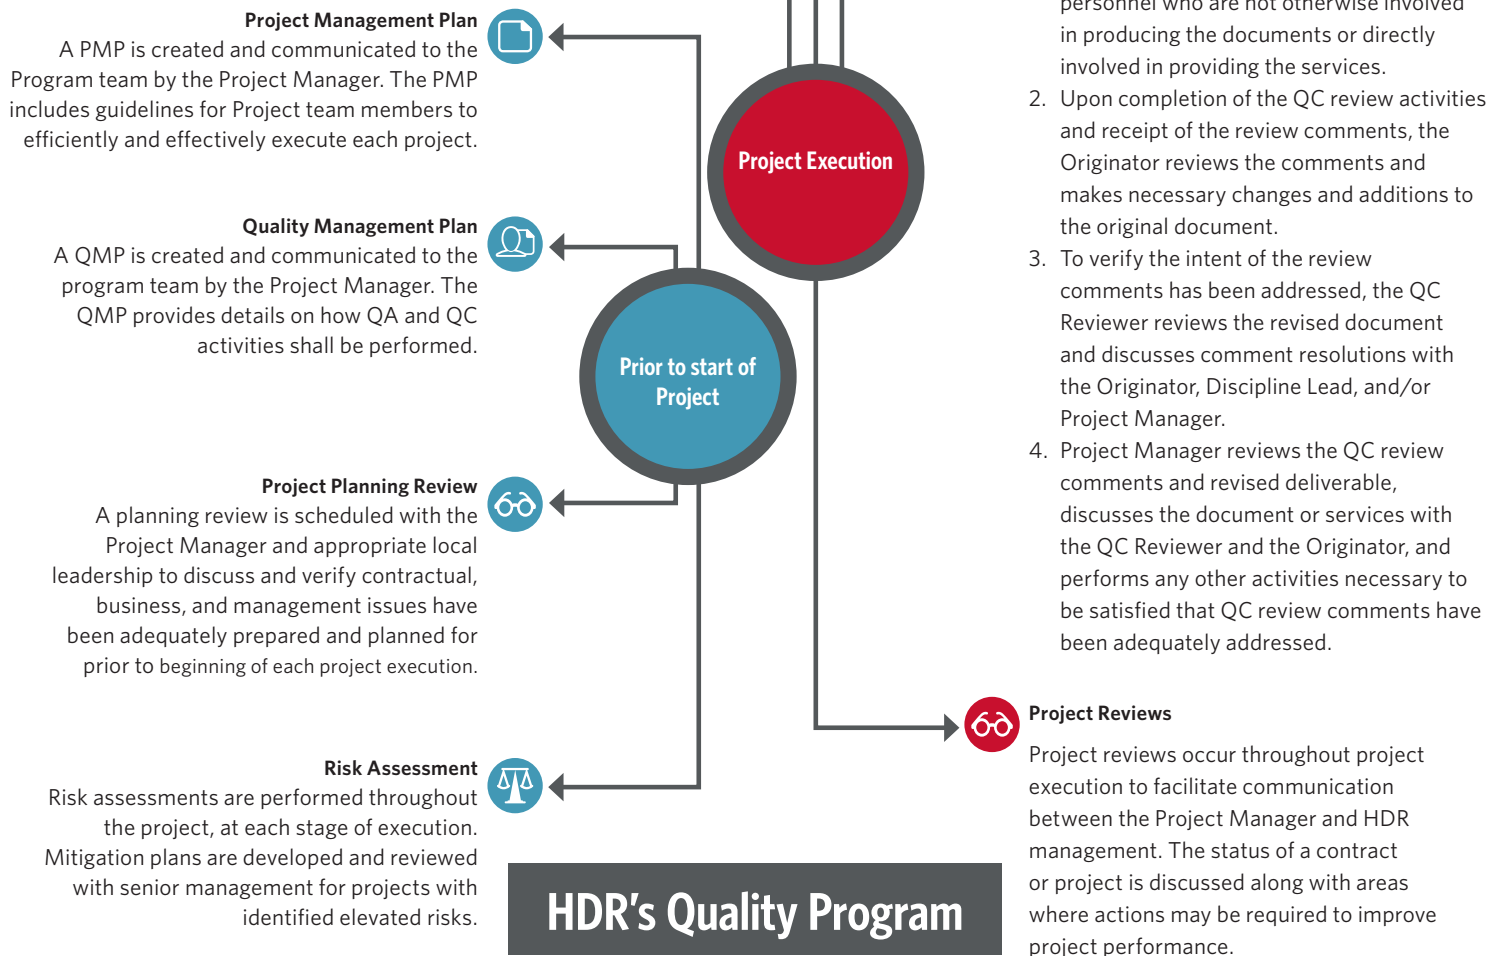 Project Management Plan
A PMP is created and communicated to the
Program team by the Project Manager. The PMP
includes guidelines for Project team members to
efficiently and effectively execute each project.
Quality Management Plan
A QMP is created and communicated to the
program team by the Project Manager. The
QMP provides details on how QA and QC
activities shall be performed.
Project Planning Review
A planning review is scheduled with the
Project Manager and appropriate local
leadership to discuss and verify contractual,
business, and management issues have
been adequately prepared and planned for
prior to beginning of each project execution.
Risk Assessment
Risk assessments are performed throughout
the project, at each stage of execution.
Mitigation plans are developed and reviewed
with senior management for projects with
identified elevated risks.
Project Execution
Prior to start of
Project
HDR's Quality Program
personnel who are not otherwise involved
in producing the documents or directly
involved in providing the services.
2. Upon completion of the QC review activities
and receipt of the review comments, the
Originator reviews the comments and
makes necessary changes and additions to
the original document.
3. To verify the intent of the review
comments has been addressed, the QC
Reviewer reviews the revised document
and discusses comment resolutions with
the Originator, Discipline Lead, and/or
Project Manager.
4. Project Manager reviews the QC review
comments and revised deliverable,
discusses the document or services with
the QC Reviewer and the Originator, and
performs any other activities necessary to
be satisfied that QC review comments have
been adequately addressed.
Project Reviews
Project reviews occur throughout project
execution to facilitate communication
between the Project Manager and HDR
management. The status of a contract
or project is discussed along with areas
where actions may be required to improve
project performance.